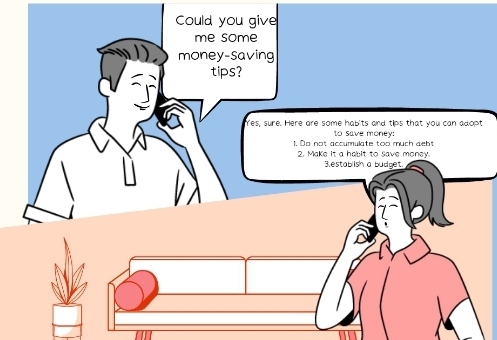 Could you give
me some
money-saving
tips?
Yes, sure. Here are some habits and tips that you can adopt
to save money:
1. Do not accumulate too much debt
2. Make it a habit to save money.
3.establish a budget.